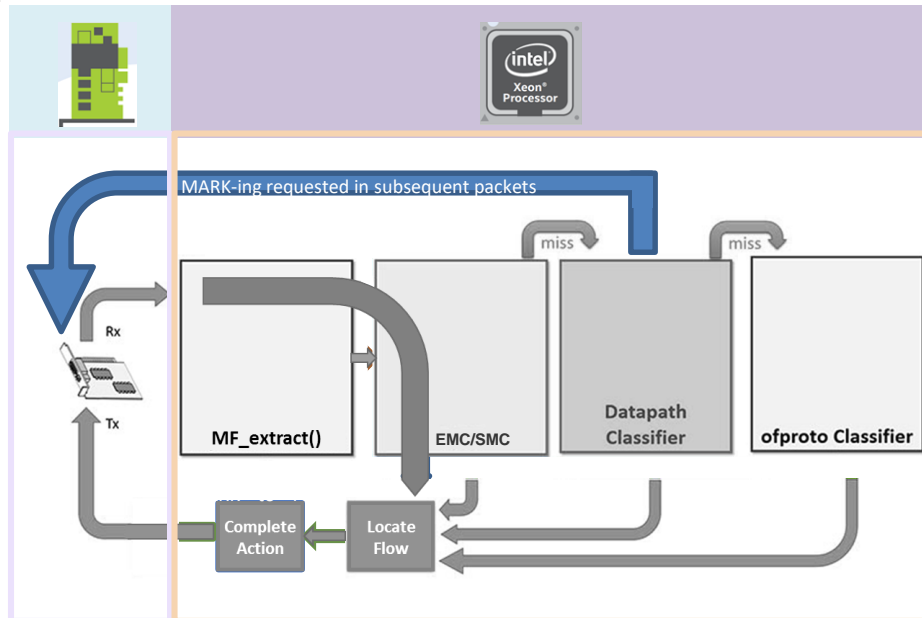 intel
Xeon®
Processor
MARK-ing requested in subsequent packets
miss
miss
Rx
Tx
MF_extract()
EMC/SMC
Datapath
Classifier
ofproto Classifier
Complete
Action
Locate
Flow